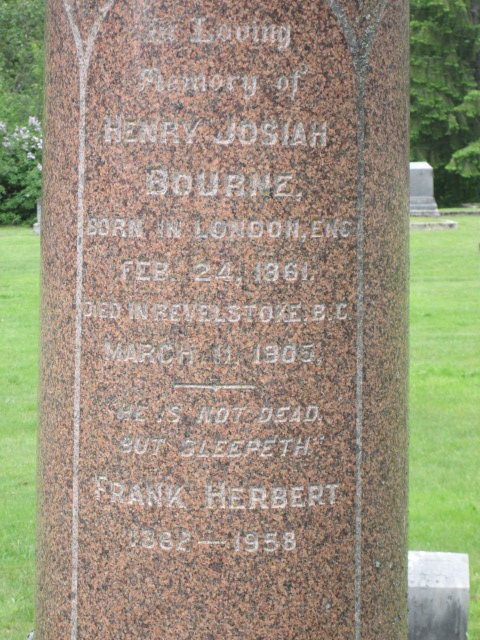 In Loving
Memory of
HENRY JOSIAH
BOURNE,
BORN IN LONDON, ENG.
FEB. 24, 1861.
DIED IN REVELSTOKE, B.C.
MARCH 11, 1905.
"HE IS NOT DEAD,
BUT SLEEPETH"
FRANK HERBERT
1862 — 1958